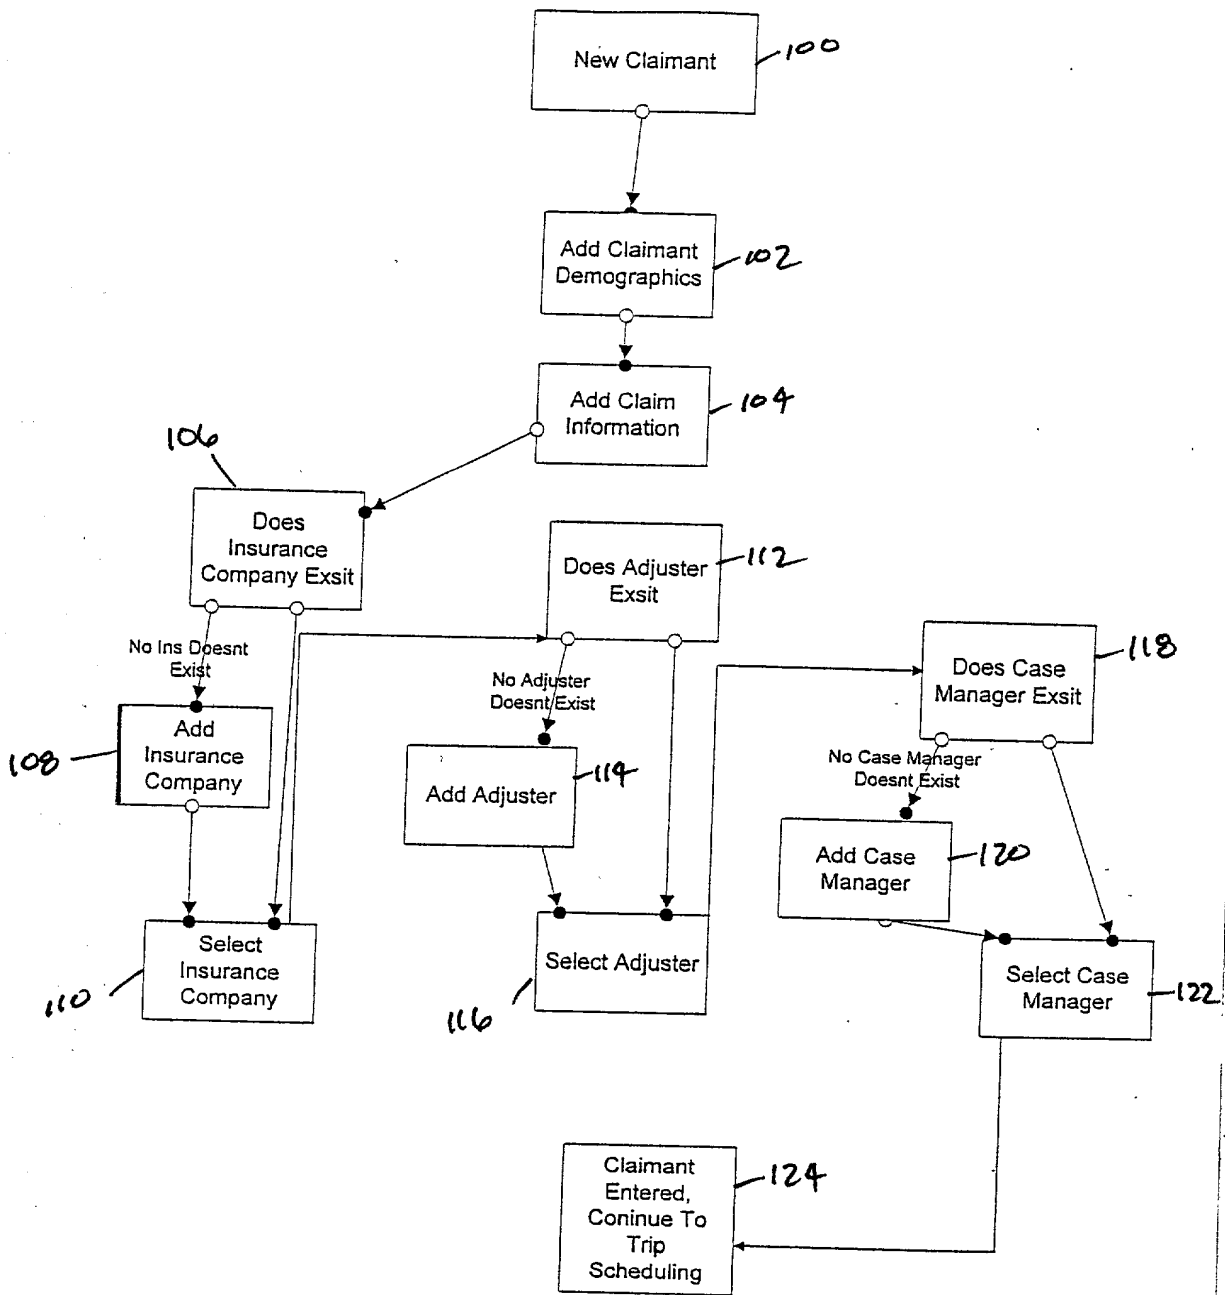 New Claimant
100
Add Claimant
Demographics
102
Add Claim
Information
104
106
Does
Insurance
Company Exsit
No Ins Doesnt
Exist
108
Add
Insurance
Company
110
Select
Insurance
Company
Does Adjuster
Exsit
112
No Adjuster
Doesnt Exist
Add Adjuster
114
Select Adjuster
116
Does Case
Manager Exsit
118
No Case Manager
Doesnt Exist
Add Case
Manager
120
Select Case
Manager
122
Claimant
Entered,
Coninue To
Trip
Scheduling
124